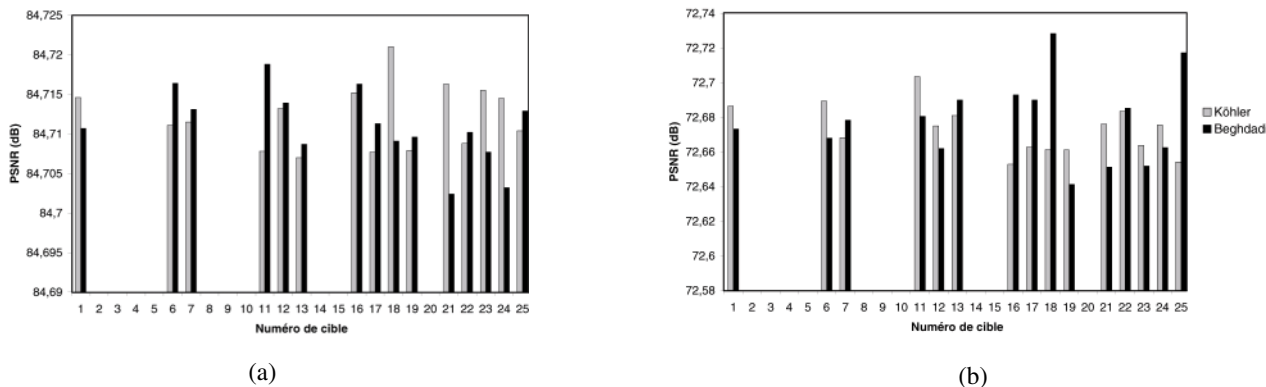 84,725
84,72
84,715
84,71
84,705
84,7
84,695
84,69
PSNR (dB)
1 2 3 4 5 6 7 8 9 10 11 12 13 14 15 16 17 18 19 20 21 22 23 24 25
Numéro de cible
(a)
72,74
72,72
72,7
72,68
72,66
72,64
72,62
72,6
72,58
PSNR (dB)
1 2 3 4 5 6 7 8 9 10 11 12 13 14 15 16 17 18 19 20 21 22 23 24 25
Numéro de cible
Köhler
Beghdad
(b)